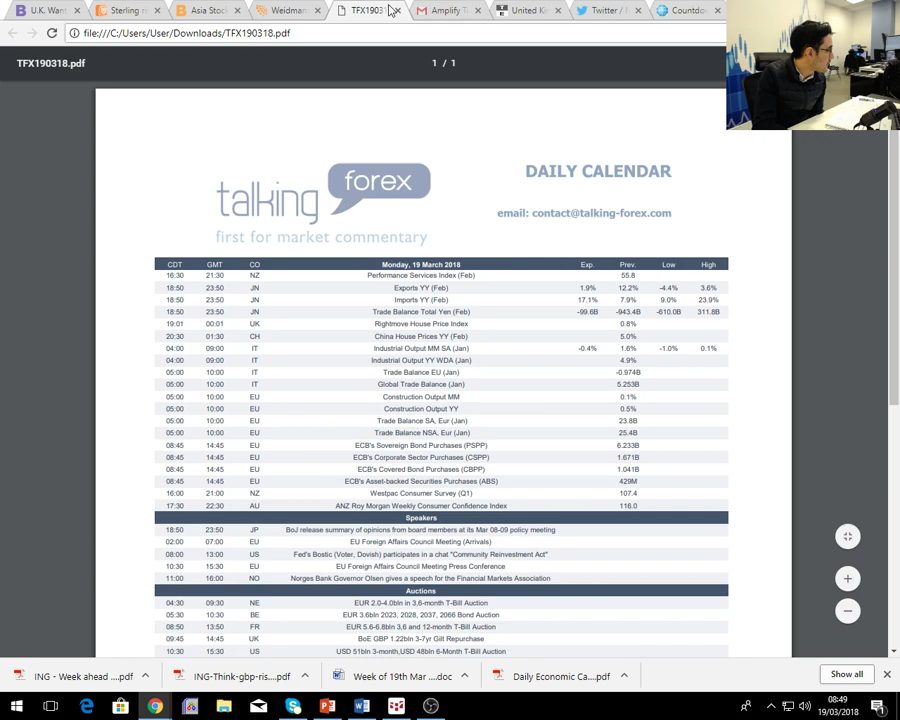 U.K. Want
Sterling ri
Asia Stock
Weidman
TFX1903
Amplify T
United Ki
Twitter /
Countdo
file:///C:/Users/User/Downloads/TFX190318.pdf
TFX190318.pdf
1 / 1
talking forex
first for market commentary
DAILY CALENDAR
email: contact@talking-forex.com
CDT GMT CO Monday, 19 March 2018 Exp. Prev. Low High
16:30 21:30 NZ Performance Services Index (Feb) 55.8
18:50 23:50 JN Exports YY (Feb) 1.9% 12.2% -4.4% 3.6%
18:50 23:50 JN Imports YY (Feb) 17.1% 7.9% 9.0% 23.9%
18:50 23:50 JN Trade Balance Total Yen (Feb) -99.6B -943.4B -610.0B 311.8B
19:01 00:01 UK Rightmove House Price Index 0.8%
20:30 01:30 CH China House Prices YY (Feb) 5.0%
04:00 09:00 IT Industrial Output MM SA (Jan) -0.4% 1.6% -1.0% 0.1%
04:00 09:00 IT Industrial Output YY WDA (Jan) 4.9%
05:00 10:00 IT Trade Balance EU (Jan) -0.974B
05:00 10:00 IT Global Trade Balance (Jan) 5.253B
05:00 10:00 EU Construction Output MM 0.1%
05:00 10:00 EU Construction Output YY 0.5%
05:00 10:00 EU Trade Balance SA, Eur (Jan) 23.8B
05:00 10:00 EU Trade Balance NSA, Eur (Jan) 25.4B
08:45 14:45 EU ECB's Sovereign Bond Purchases (PSPP) 6.233B
08:45 14:45 EU ECB's Corporate Sector Purchases (CSPP) 1.671B
08:45 14:45 EU ECB's Covered Bond Purchases (CBPP) 1.041B
08:45 14:45 EU ECB's Asset-backed Securities Purchases (ABS) 429M
16:00 21:00 NZ Westpac Consumer Survey (Q1) 107.4
17:30 22:30 AU ANZ Roy Morgan Weekly Consumer Confidence Index 116.0
Speakers
18:50 23:50 JP BoJ release summary of opinions from board members at its Mar 08-09 policy meeting
02:00 07:00 EU EU Foreign Affairs Council Meeting (Arrivals)
08:00 13:00 US Fed's Bostic (Voter, Dovish) participates in a chat "Community Reinvestment Act"
10:30 15:30 EU EU Foreign Affairs Council Meeting Press Conference
11:00 16:00 NO Norges Bank Governor Olsen gives a speech for the Financial Markets Association
Auctions
04:30 09:30 NE EUR 2.0-4.0bln in 3,6-month T-Bill Auction
05:30 10:30 BE EUR 3.6bln 2023, 2028, 2037, 2066 Bond Auction
08:50 13:50 FR EUR 5.6-6.8bln 3,6 and 12-month T-Bill Auction
09:45 14:45 UK BoE GBP 1.22bln 3-7yr Gilt Repurchase
10:30 15:30 US USD 51bln 3-month,USD 48bln 6-Month T-Bill Auction
ING - Week ahead ....pdf
ING-Think-gbp-ris....pdf
Week of 19th Mar ....doc
Daily Economic Ca....pdf
Show all
08:49
19/03/2018